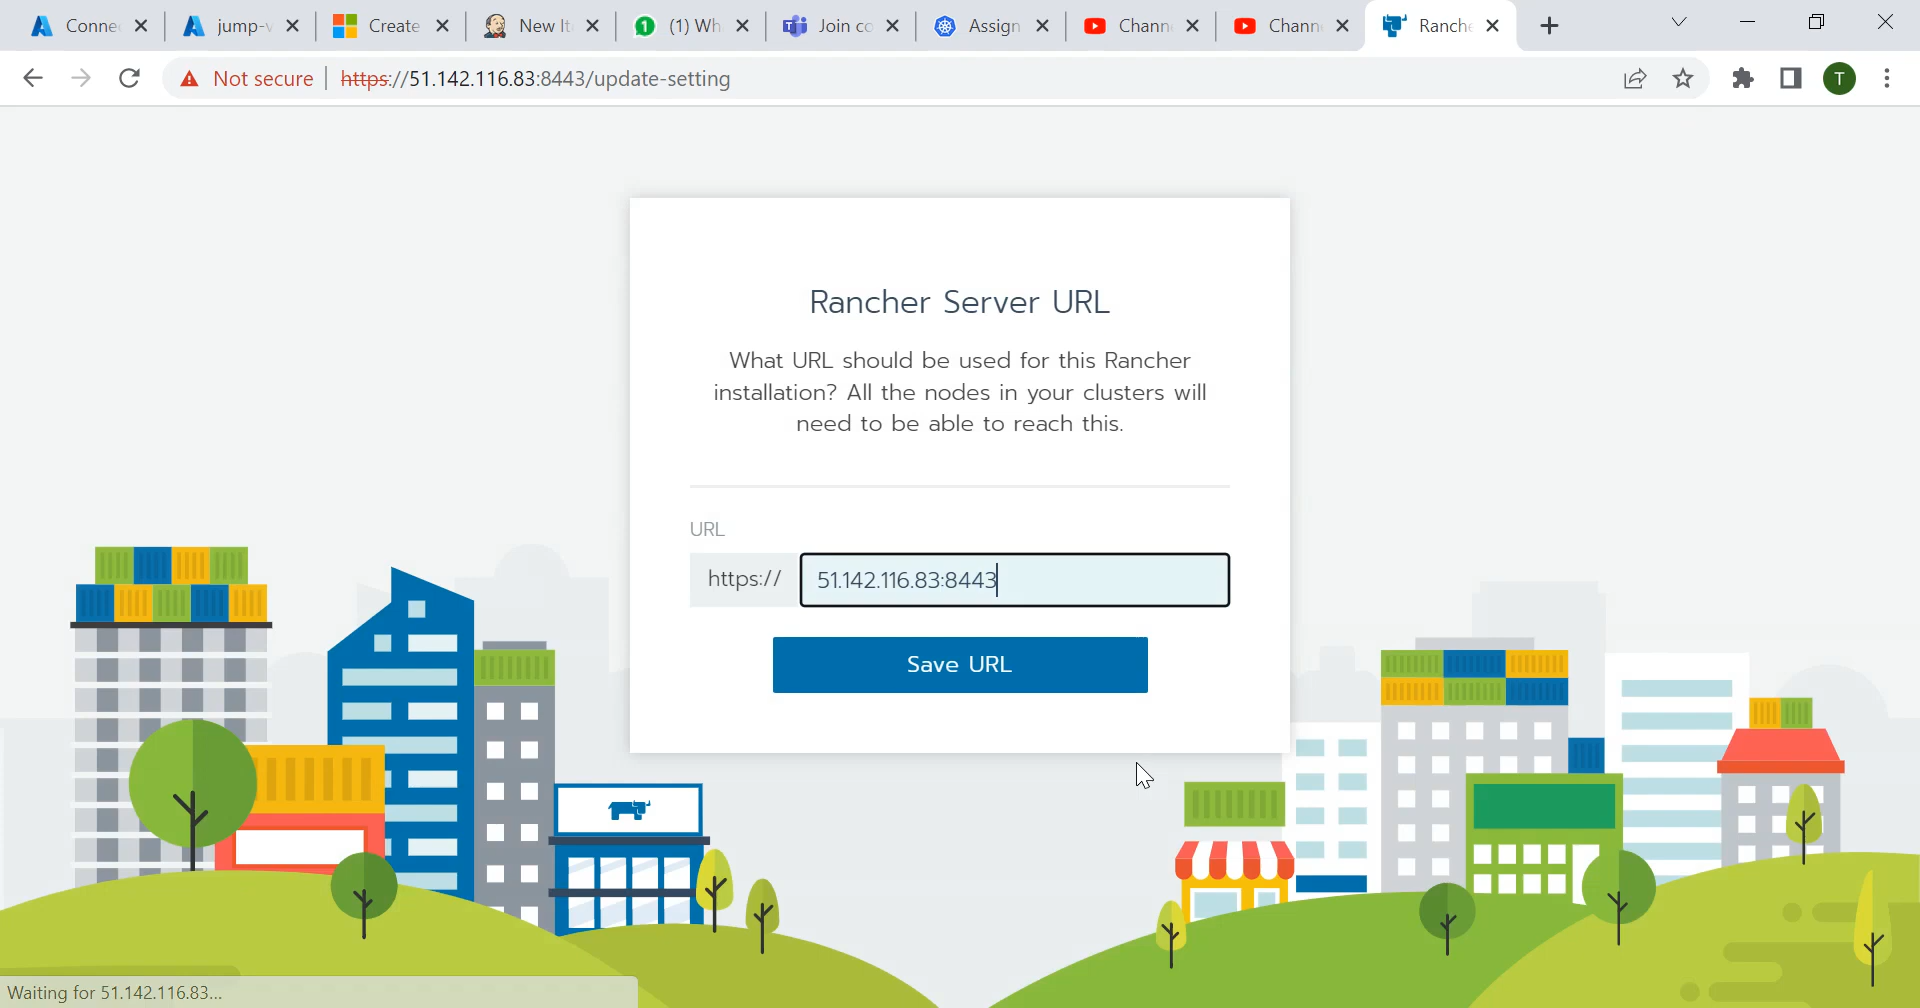 Conne
jump-v
Create
New It
(1) Wh
Join co
Assign
Chann
Chann
Ranche
Not secure
https://51.142.116.83:8443/update-setting
T
Rancher Server URL
What URL should be used for this Rancher
installation? All the nodes in your clusters will
need to be able to reach this.
URL
https://
51.142.116.83:8443
Save URL
Waiting for 51.142.116.83...